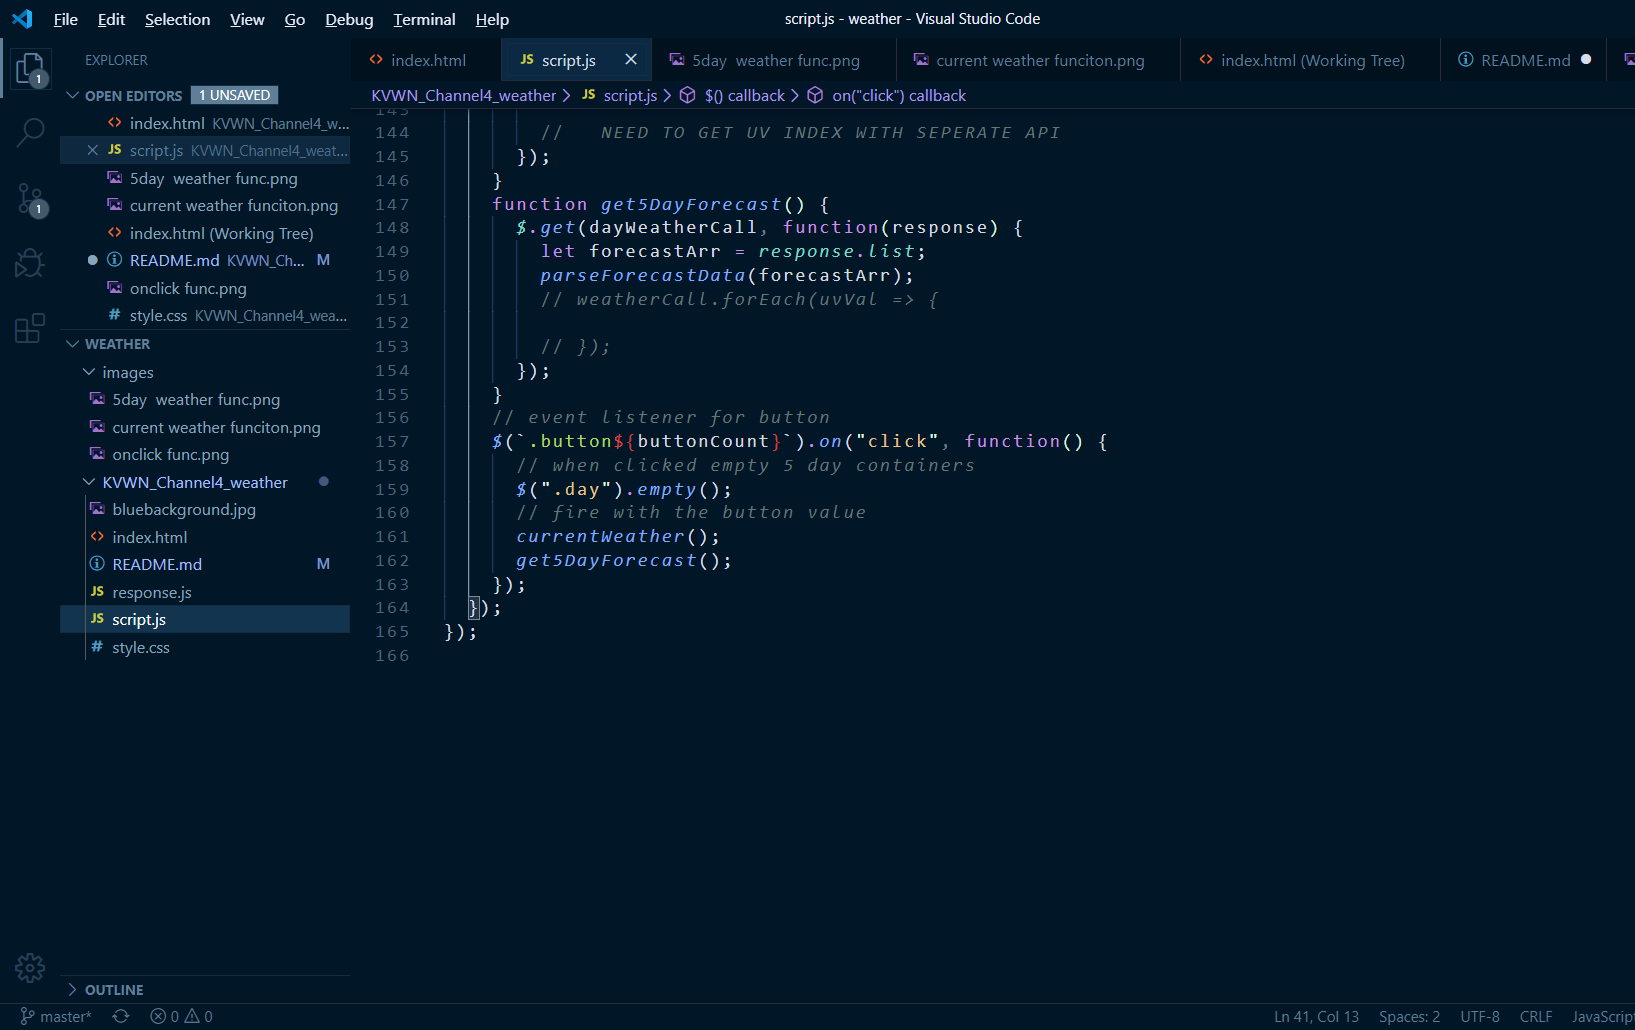 File Edit Selection View Go Debug Terminal Help
script.js - weather - Visual Studio Code
EXPLORER
OPEN EDITORS 1 UNSAVED
index.html KVWN_Channel4_w...
script.js KVWN_Channel4_weat...
5day weather func.png
current weather funciton.png
index.html (Working Tree)
README.md KVWN_Ch... M
onclick func.png
style.css KVWN_Channel4_wea...
WEATHER
images
5day weather func.png
current weather funciton.png
onclick func.png
KVWN_Channel4_weather
bluebackground.jpg
index.html
README.md M
JS response.js
JS script.js
# style.css
OUTLINE
index.html
JS script.js
5day weather func.png
current weather funciton.png
index.html (Working Tree)
README.md
KVWN_Channel4_weather > JS script.js > $() callback > on("click") callback
143
144 // NEED TO GET UV INDEX WITH SEPERATE API
145 });
146 }
147 function get5DayForecast() {
148 $.get(dayWeatherCall, function(response) {
149 let forecastArr = response.list;
150 parseForecastData(forecastArr);
151 // weatherCall.forEach(uvVal => {
152
153 // });
154 });
155 }
156 // event listener for button
157 $(`.button${buttonCount}`).on("click", function() {
158 // when clicked empty 5 day containers
159 $(".day").empty();
160 // fire with the button value
161 currentWeather();
162 get5DayForecast();
163 });
164 });
165 });
166
1
1
master* 0 0
Ln 41, Col 13 Spaces: 2 UTF-8 CRLF JavaScrip